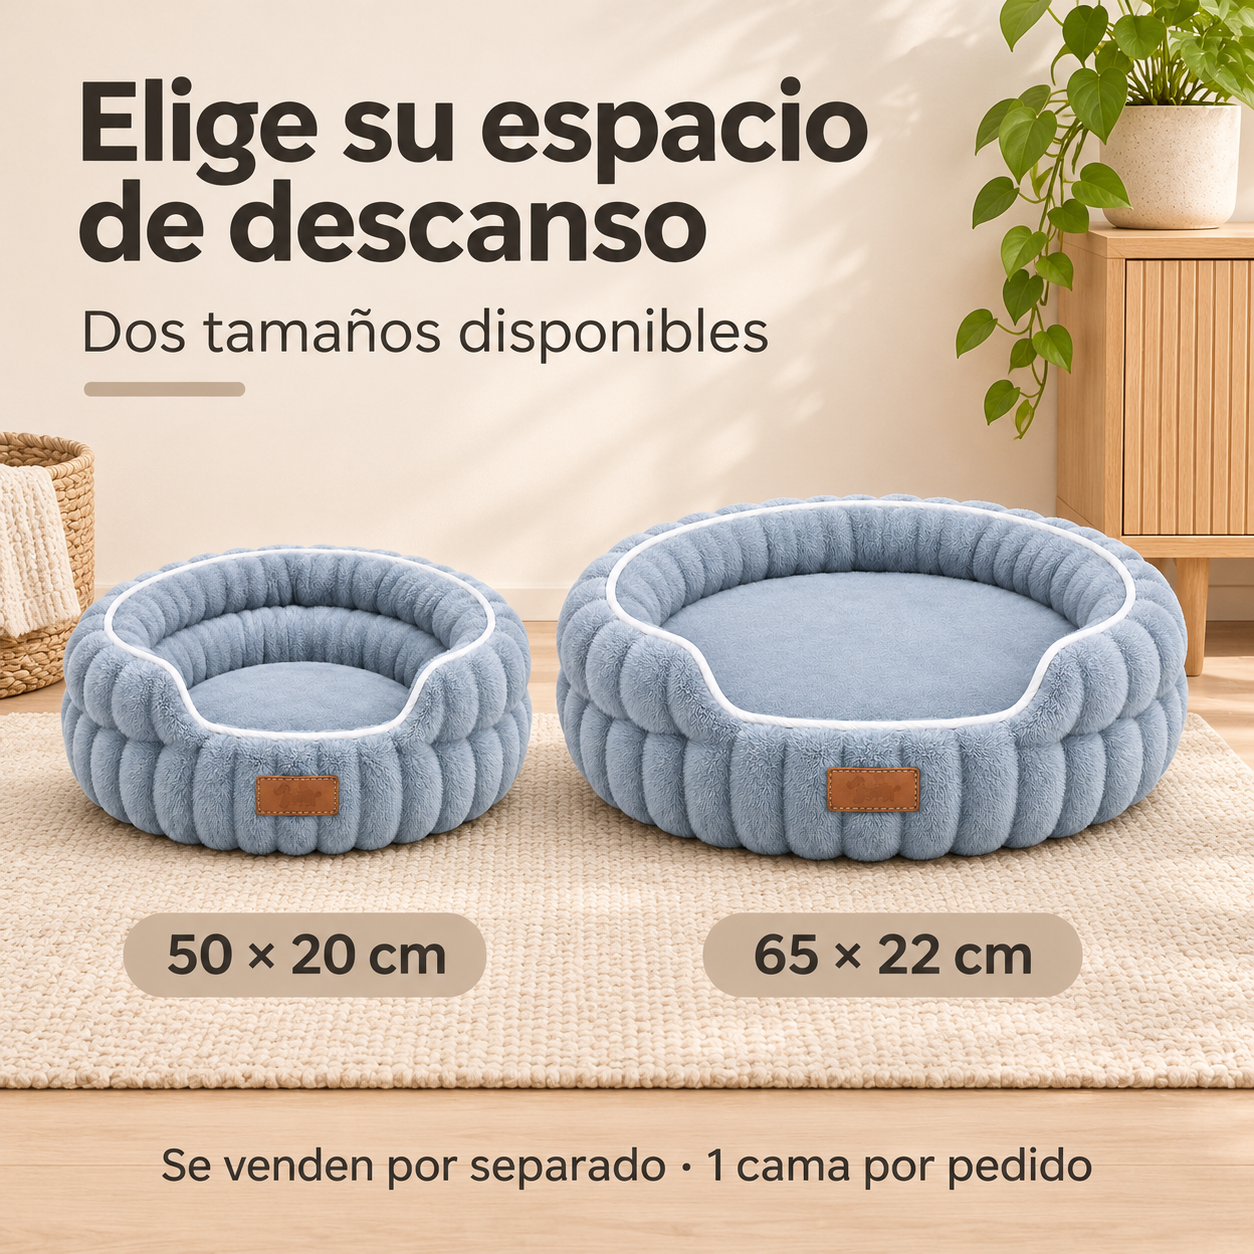 Elige su espacio
de descanso
Dos tamaños disponibles
50 × 20 cm
65 × 22 cm
Se venden por separado · 1 cama por pedido